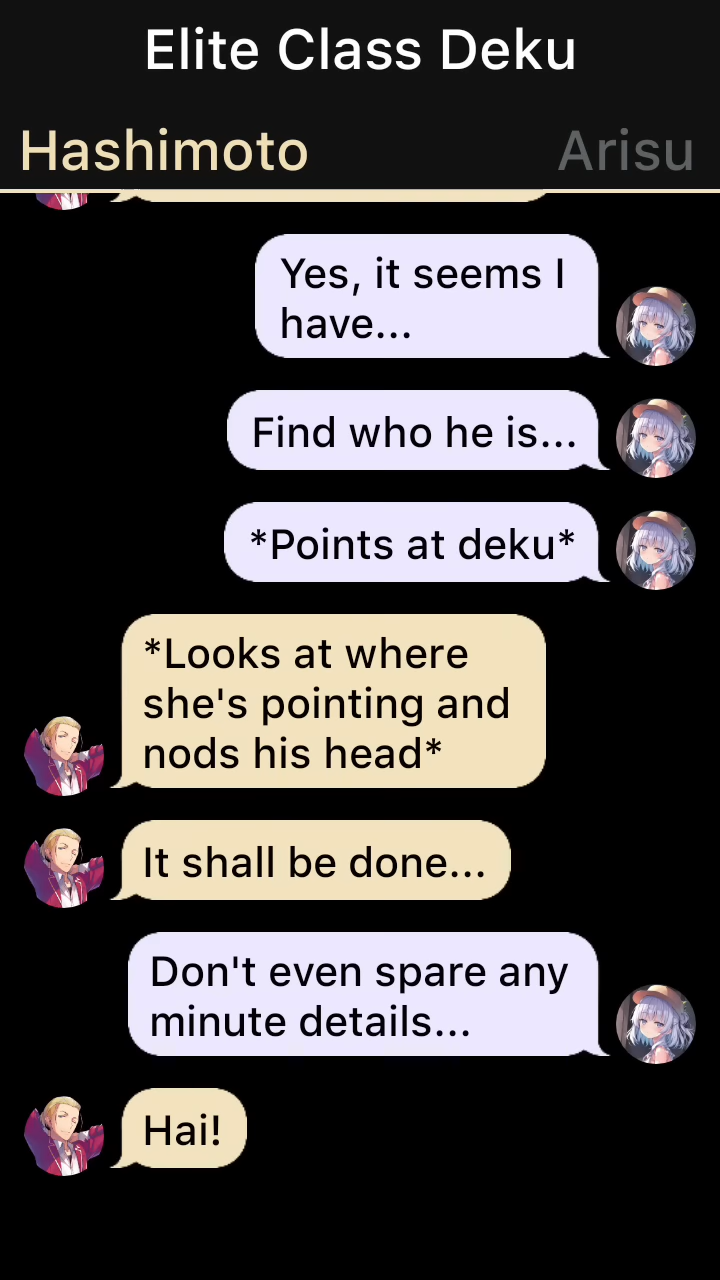 Elite Class Deku
Hashimoto
Arisu
Yes, it seems I
have...
Find who he is...
*Points at deku*
*Looks at where
she's pointing and
nods his head*
It shall be done...
Don't even spare any
minute details...
Hai!